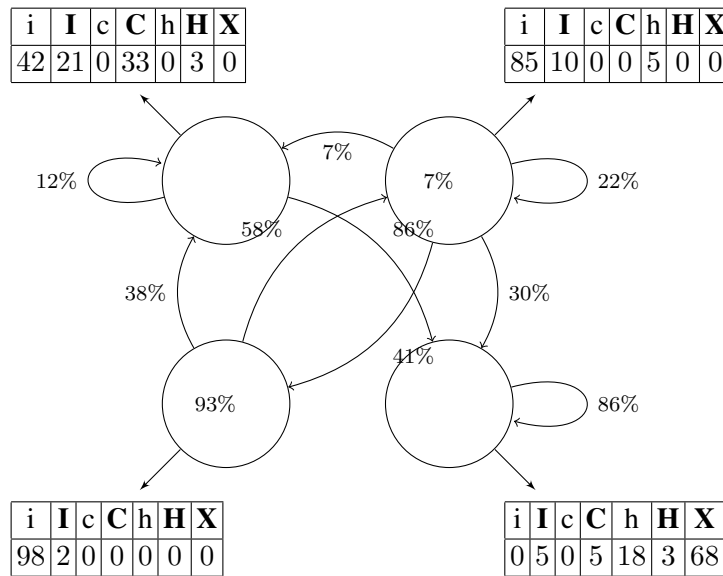 i I c C h H X
42 21 0 33 0 3 0
i I c C h H X
85 10 0 0 5 0 0
7%
12%
7%
22%
58%
86%
38%
30%
41%
93%
86%
i I c C h H X
98 2 0 0 0 0 0
i I c C h H X
0 5 0 5 18 3 68